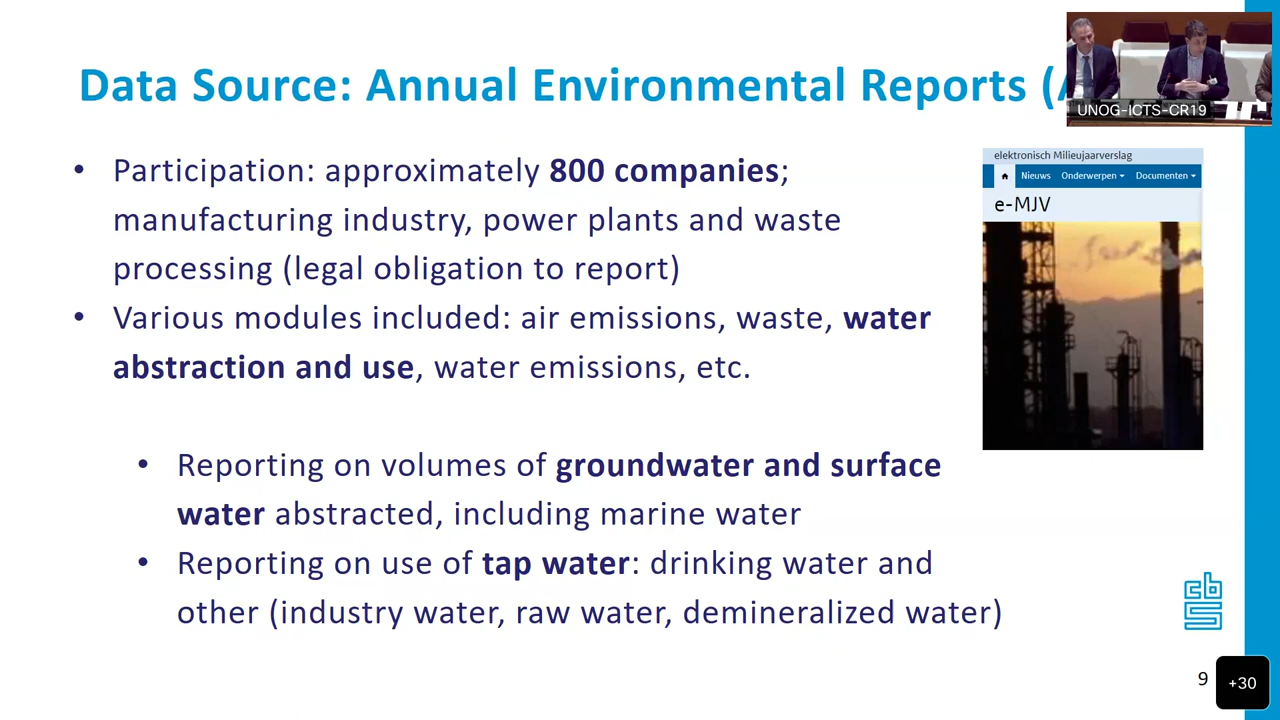 Data Source: Annual Environmental Reports (
UNOG-ICTS-CR19
• Participation: approximately 800 companies;
manufacturing industry, power plants and waste
processing (legal obligation to report)
• Various modules included: air emissions, waste, water
abstraction and use, water emissions, etc.
• Reporting on volumes of groundwater and surface
water abstracted, including marine water
• Reporting on use of tap water: drinking water and
other (industry water, raw water, demineralized water)
elektronisch Milieujaarverslag
Nieuws Onderwerpen Documenten
e-MJV
cbs
9
+30